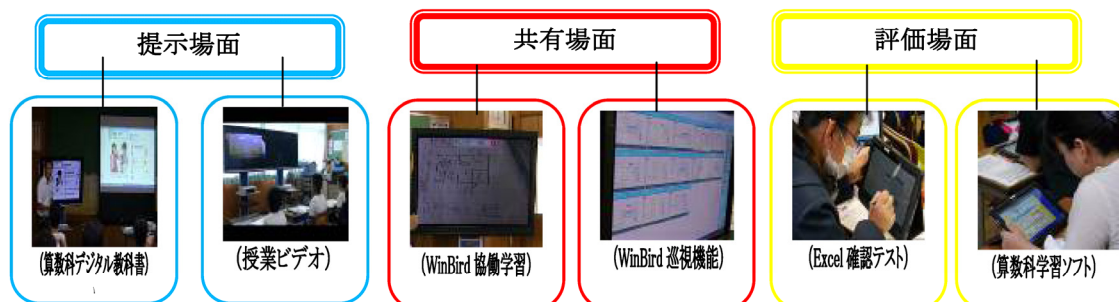 提示場面
共有場面
評価場面
(算数科デジタル教科書)
(授業ビデオ)
(WinBird 協働学習)
(WinBird 巡視機能)
(Excel 確認テスト)
(算数科学習ソフト)